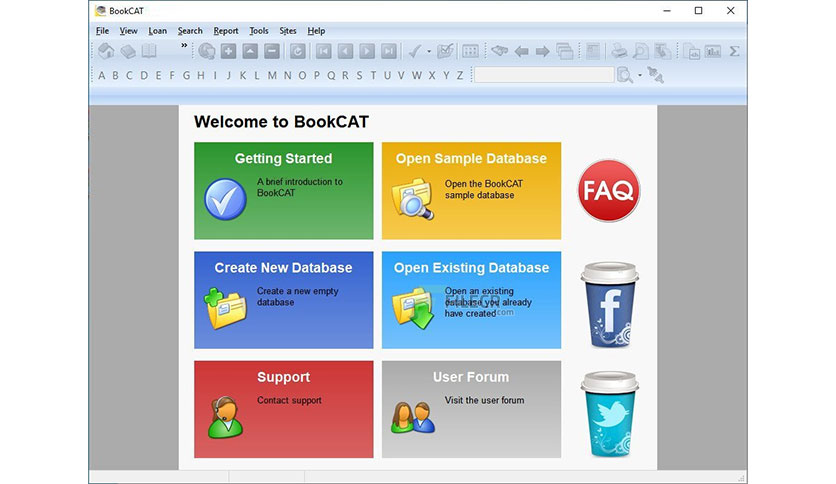 BookCAT
File View Loan Search Report Tools Sites Help
A B C D E F G H I J K L M N O P Q R S T U V W X Y Z
Welcome to BookCAT
Getting Started
A brief introduction to
BookCAT
Open Sample Database
Open the BookCAT
sample database
FAQ
Create New Database
Create a new empty
database
Open Existing Database
Open an existing
database you already
have created
FILECR
.com
f
Support
Contact support
User Forum
Visit the user forum